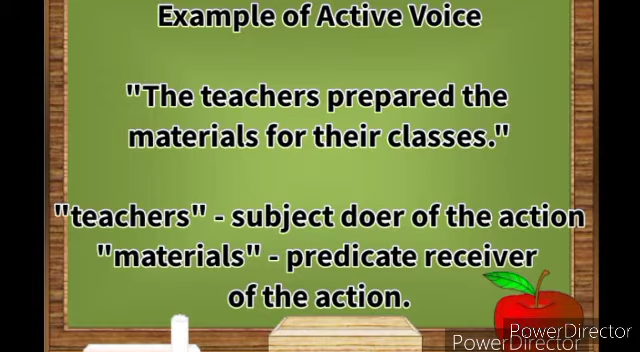 Example of Active Voice
"The teachers prepared the
materials for their classes."
"teachers" - subject doer of the action
"materials" - predicate receiver
of the action.
PowerDirector
PowerDirector